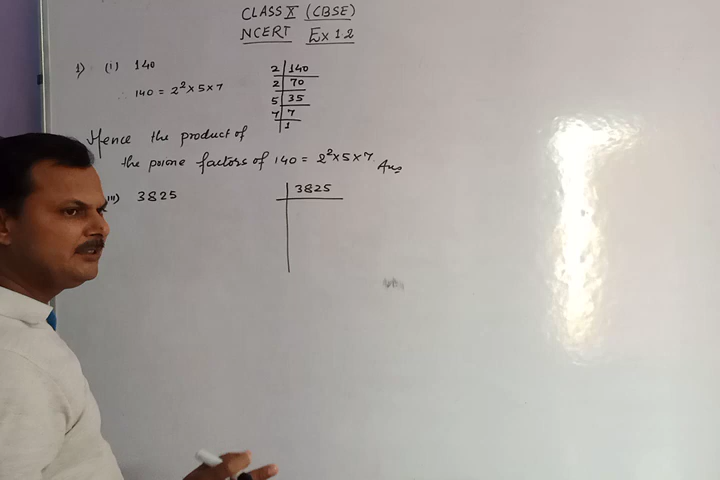 CLASS X (CBSE)
NCERT Ex 1.2
1) (i) 140
∴ 140 = 2² × 5 × 7
2 | 140
2 | 70
5 | 35
7 | 7
1
Hence the product of
the prime factors of 140 = 2² × 5 × 7 Ans
iii) 3825
3825